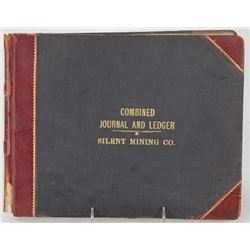 COMBINED
JOURNAL AND LEDGER
SILENT MINING CO.